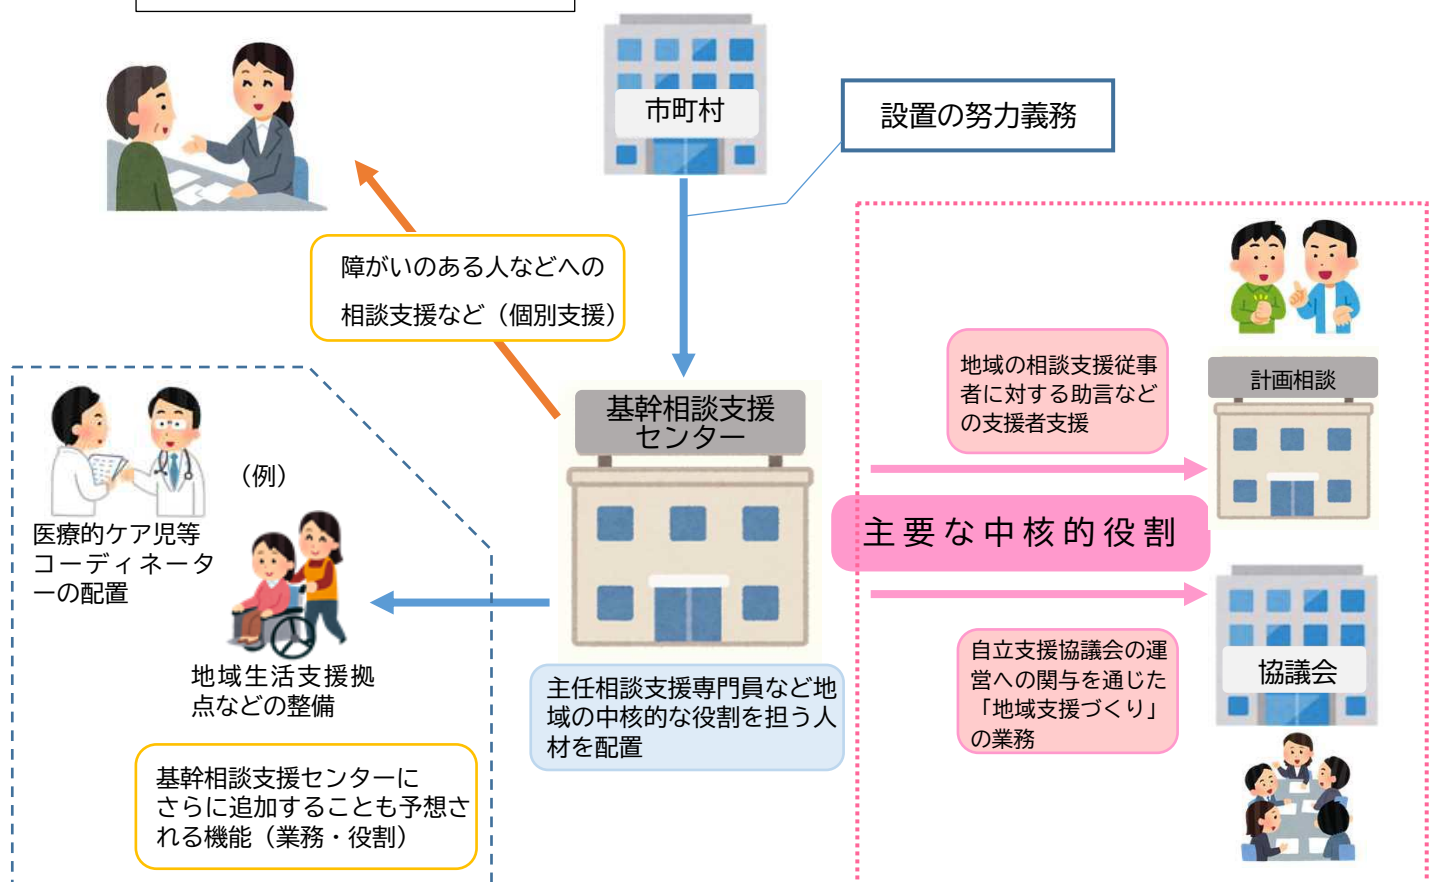 市町村
設置の努力義務
障がいのある人などへの
相談支援など（個別支援）
地域の相談支援従事
者に対する助言など
の支援者支援
計画相談
基幹相談支援
センター
（例）
医療的ケア児等
コーディネータ
ーの配置
主要な中核的役割
地域生活支援拠
点などの整備
主任相談支援専門員など地
域の中核的な役割を担う人
材を配置
自立支援協議会の運
営への関与を通じた
「地域支援づくり」
の業務
協議会
基幹相談支援センターに
さらに追加することも予想さ
れる機能（業務・役割）